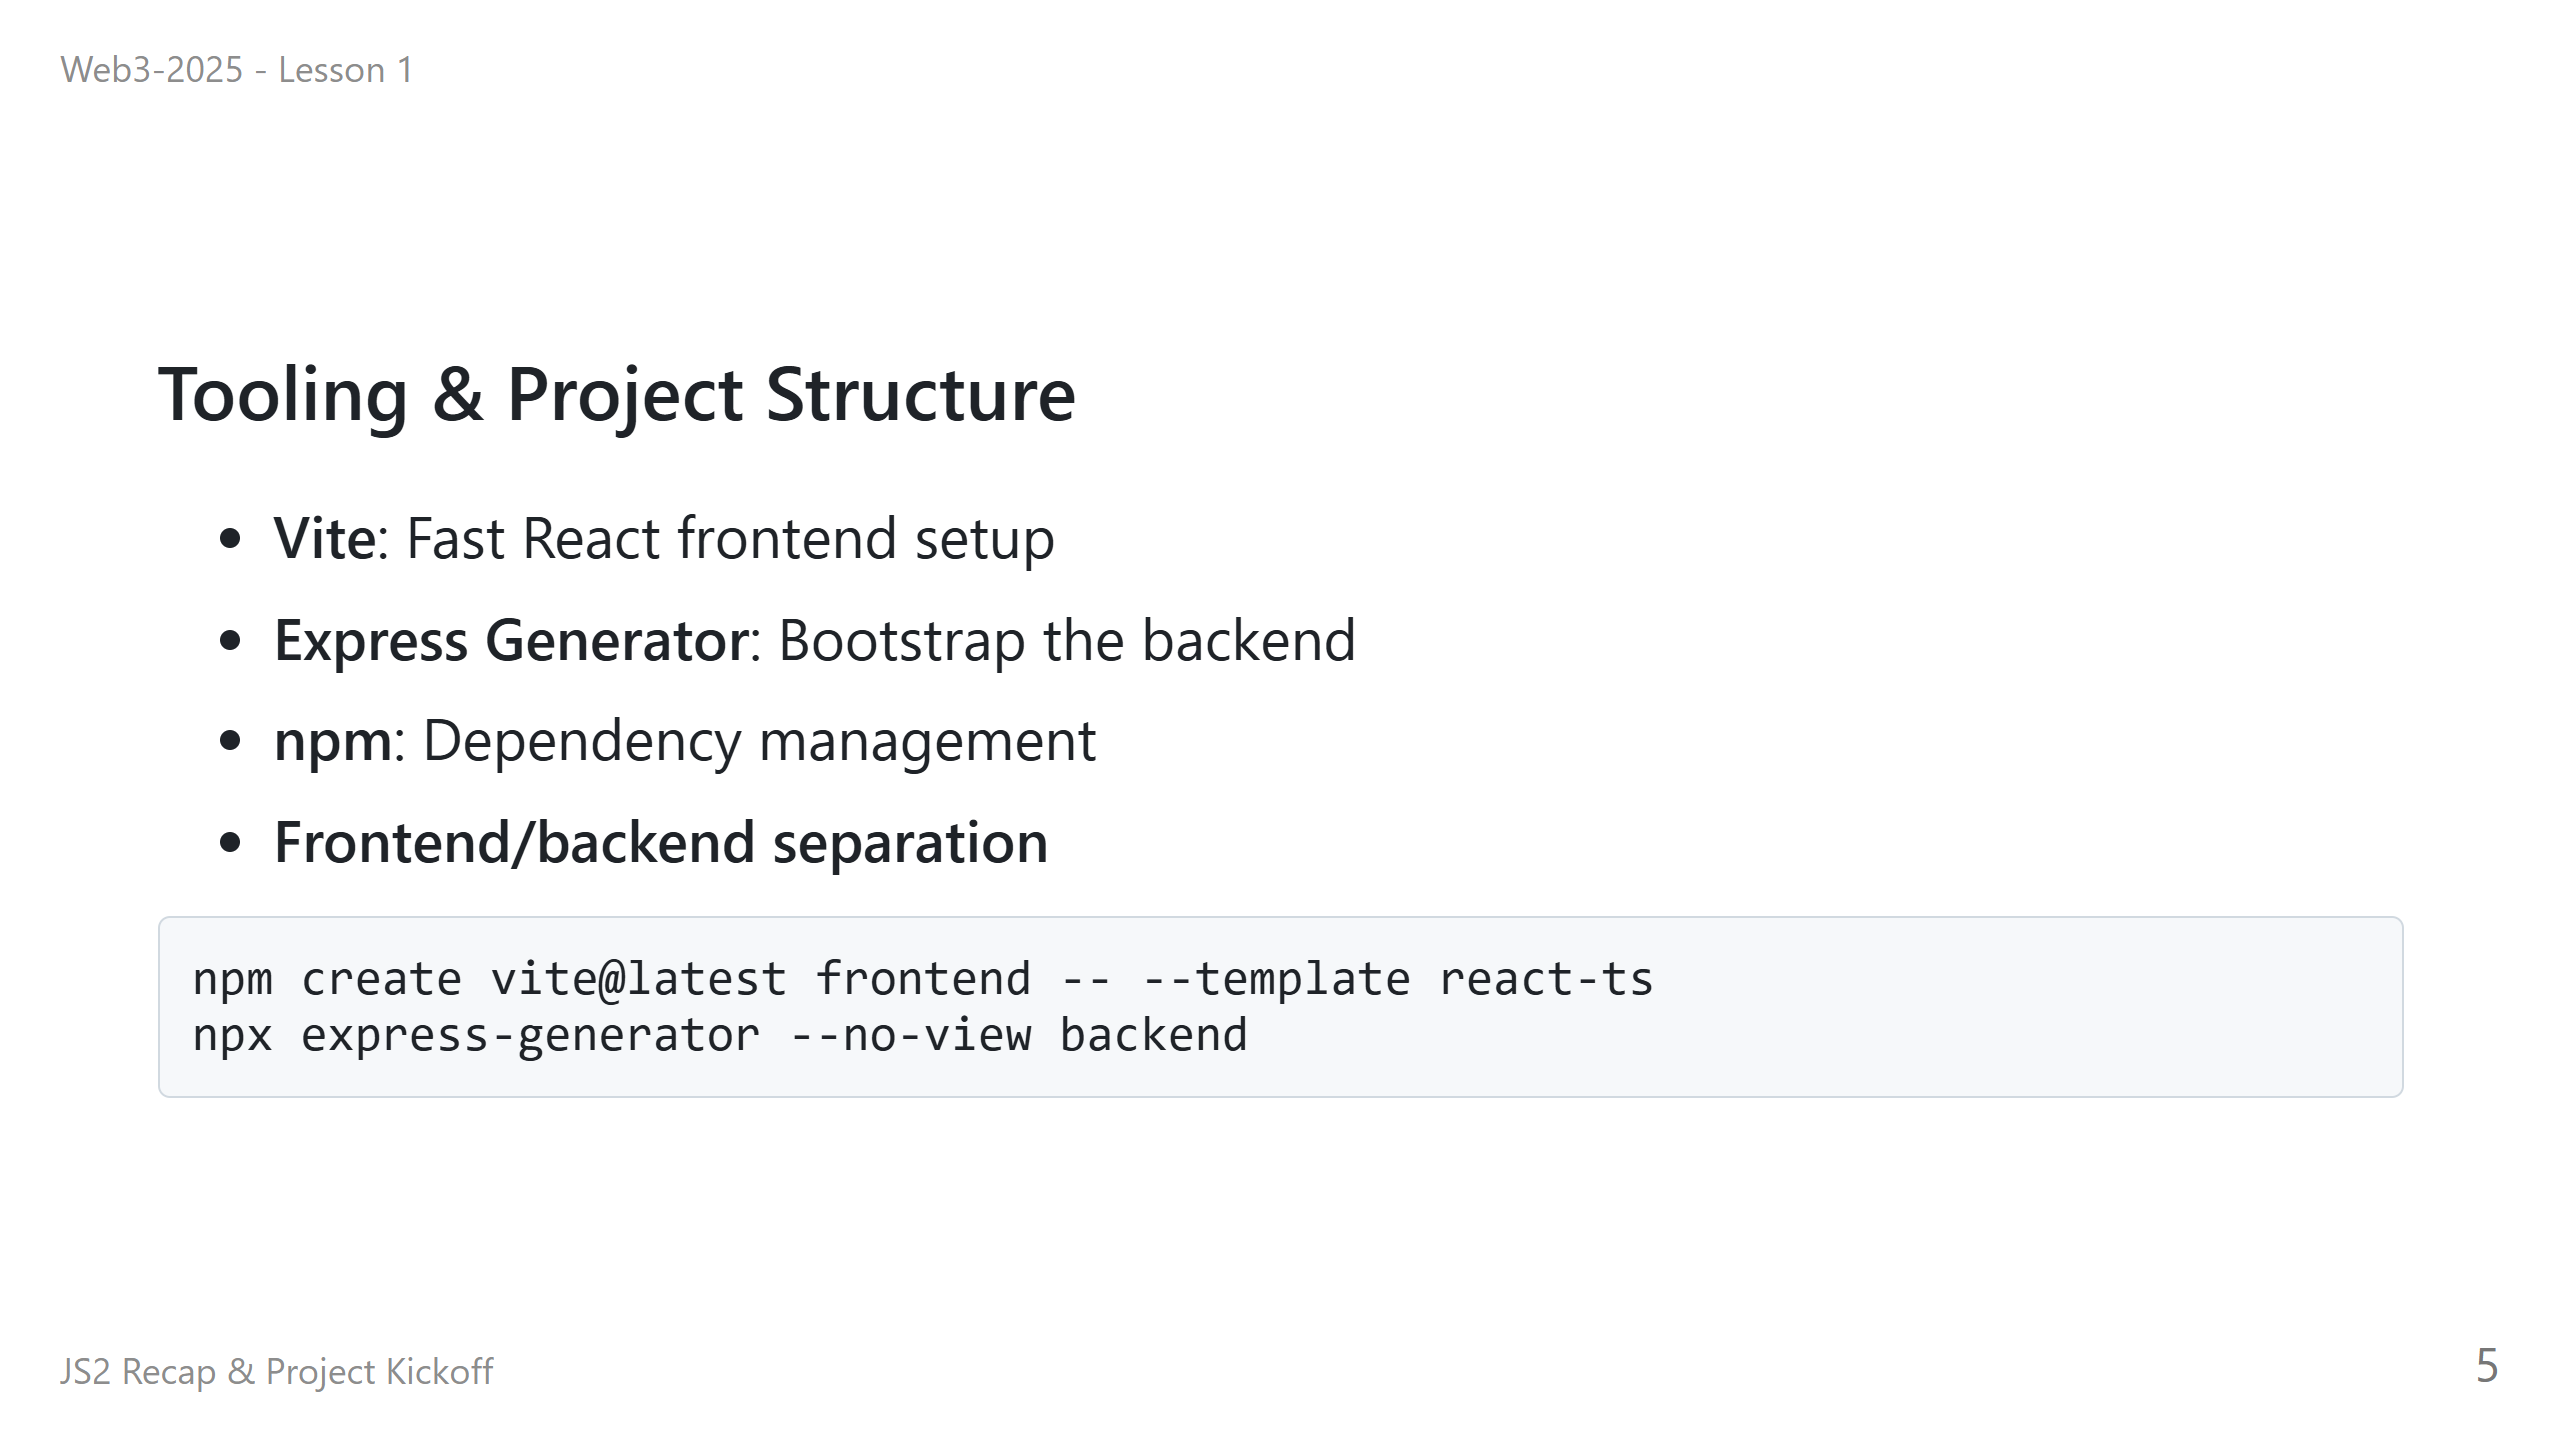 Web3-2025 - Lesson 1
Tooling & Project Structure
• Vite: Fast React frontend setup
• Express Generator: Bootstrap the backend
• npm: Dependency management
• Frontend/backend separation
npm create vite@latest frontend -- --template react-ts
npx express-generator --no-view backend
JS2 Recap & Project Kickoff
5